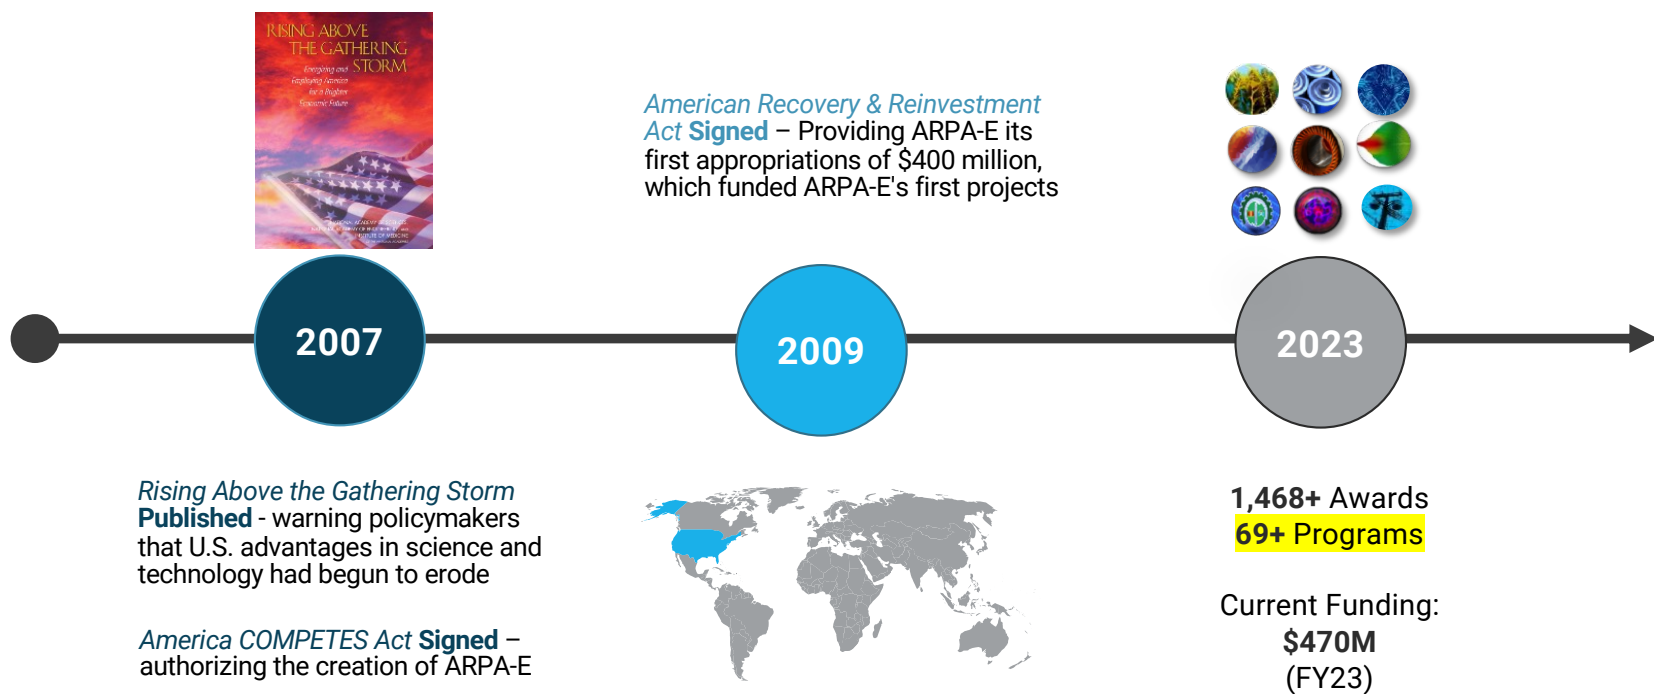 RISING ABOVE
THE GATHERING
STORM
Energizing and
Employing America
for a Brighter
Economic Future
INSTITUTE OF MEDICINE
American Recovery & Reinvestment
Act Signed – Providing ARPA-E its
first appropriations of $400 million,
which funded ARPA-E's first projects
2007
2009
2023
Rising Above the Gathering Storm
Published - warning policymakers
that U.S. advantages in science and
technology had begun to erode
America COMPETES Act Signed –
authorizing the creation of ARPA-E
1,468+ Awards
69+ Programs
Current Funding:
$470M
(FY23)